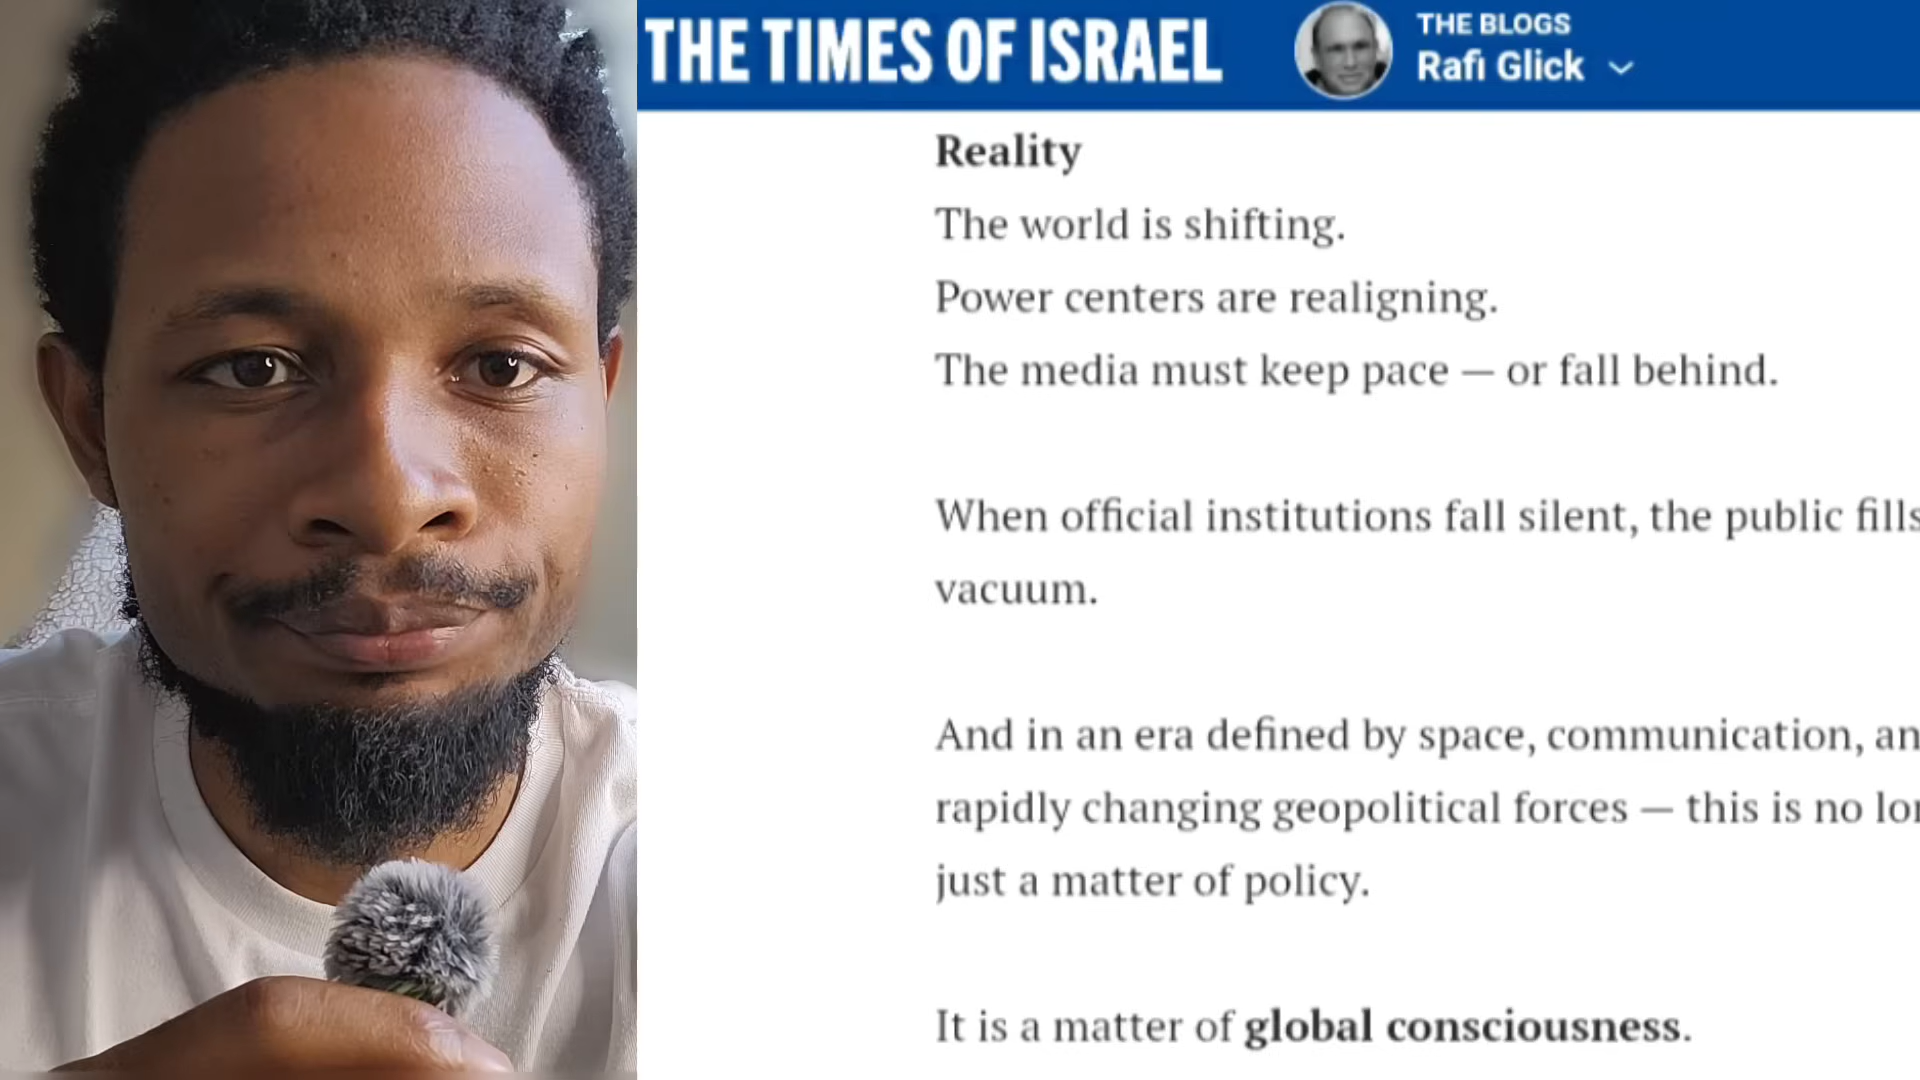 THE TIMES OF ISRAEL
THE BLOGS
Rafi Glick
Reality
The world is shifting.
Power centers are realigning.
The media must keep pace — or fall behind.
When official institutions fall silent, the public fills
vacuum.
And in an era defined by space, communication, an
rapidly changing geopolitical forces — this is no lon
just a matter of policy.
It is a matter of global consciousness.